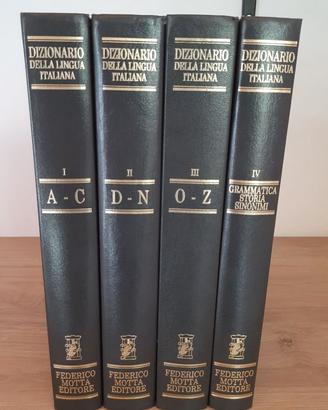 DIZIONARIO
DELLA LINGUA
ITALIANA
I
A-C
FEDERICO
MOTTA
EDITORE
DIZIONARIO
DELLA LINGUA
ITALIANA
II
D-N
FEDERICO
MOTTA
EDITORE
DIZIONARIO
DELLA LINGUA
ITALIANA
III
O-Z
FEDERICO
MOTTA
EDITORE
DIZIONARIO
DELLA LINGUA
ITALIANA
IV
GRAMMATICA
STORIA
SINONIMI
FEDERICO
MOTTA
EDITORE